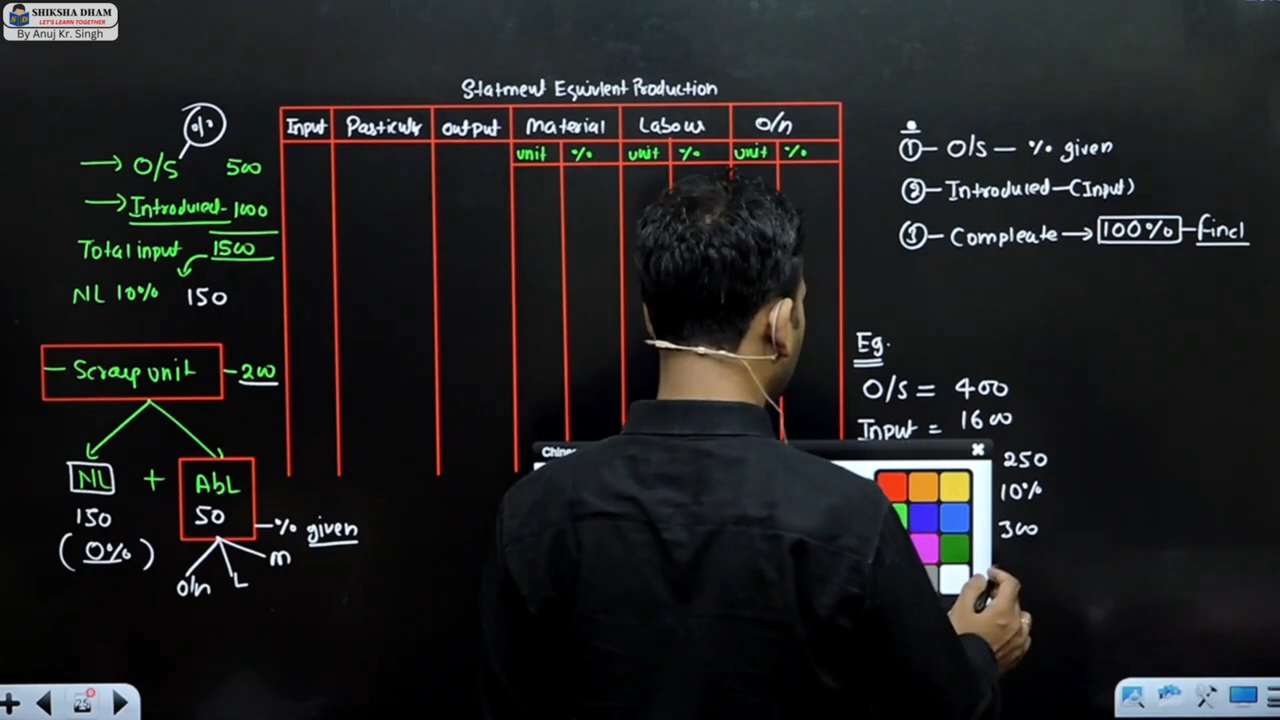 SHIKSHA DHAM
LET'S LEARN TOGETHER
By Anuj Kr. Singh
Statment Equivlent Production
Input Particulr output Material Labour O/h
unit % unit % unit %
O/S 500
Introduced - 1000
Total input 1500
NL 10% 150
- Scrap unit - 200
NL + AbL
150 50
(0%) - % given
O/h L m
① - O/S - % given
② - Introduced - (Input)
③ - Compleate → 100% - final
Eg.
O/S = 400
Input = 1600
250
10%
300
25